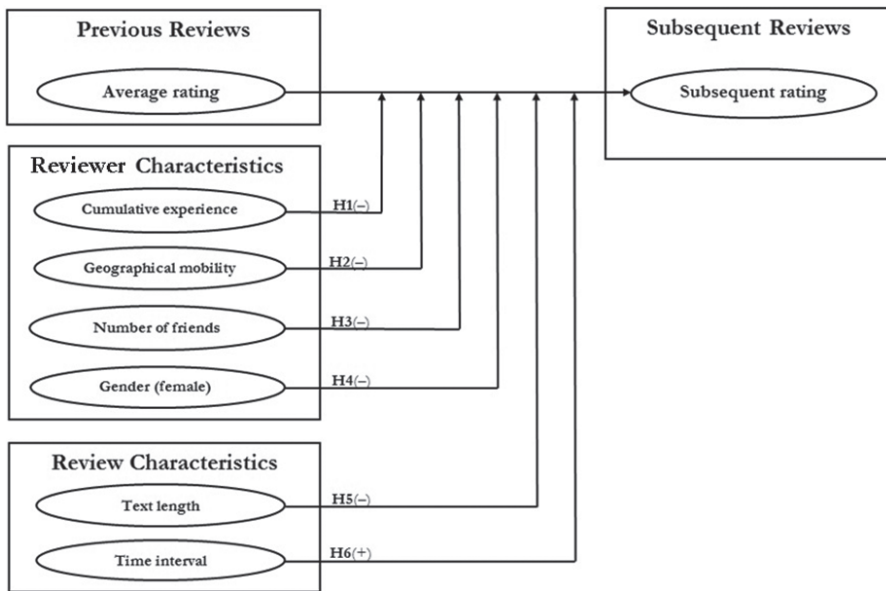 Previous Reviews
Average rating
Subsequent Reviews
Subsequent rating
Reviewer Characteristics
Cumulative experience
H1(–)
Geographical mobility
H2(–)
Number of friends
H3(–)
Gender (female)
H4(–)
Review Characteristics
Text length
H5(–)
Time interval
H6(+)